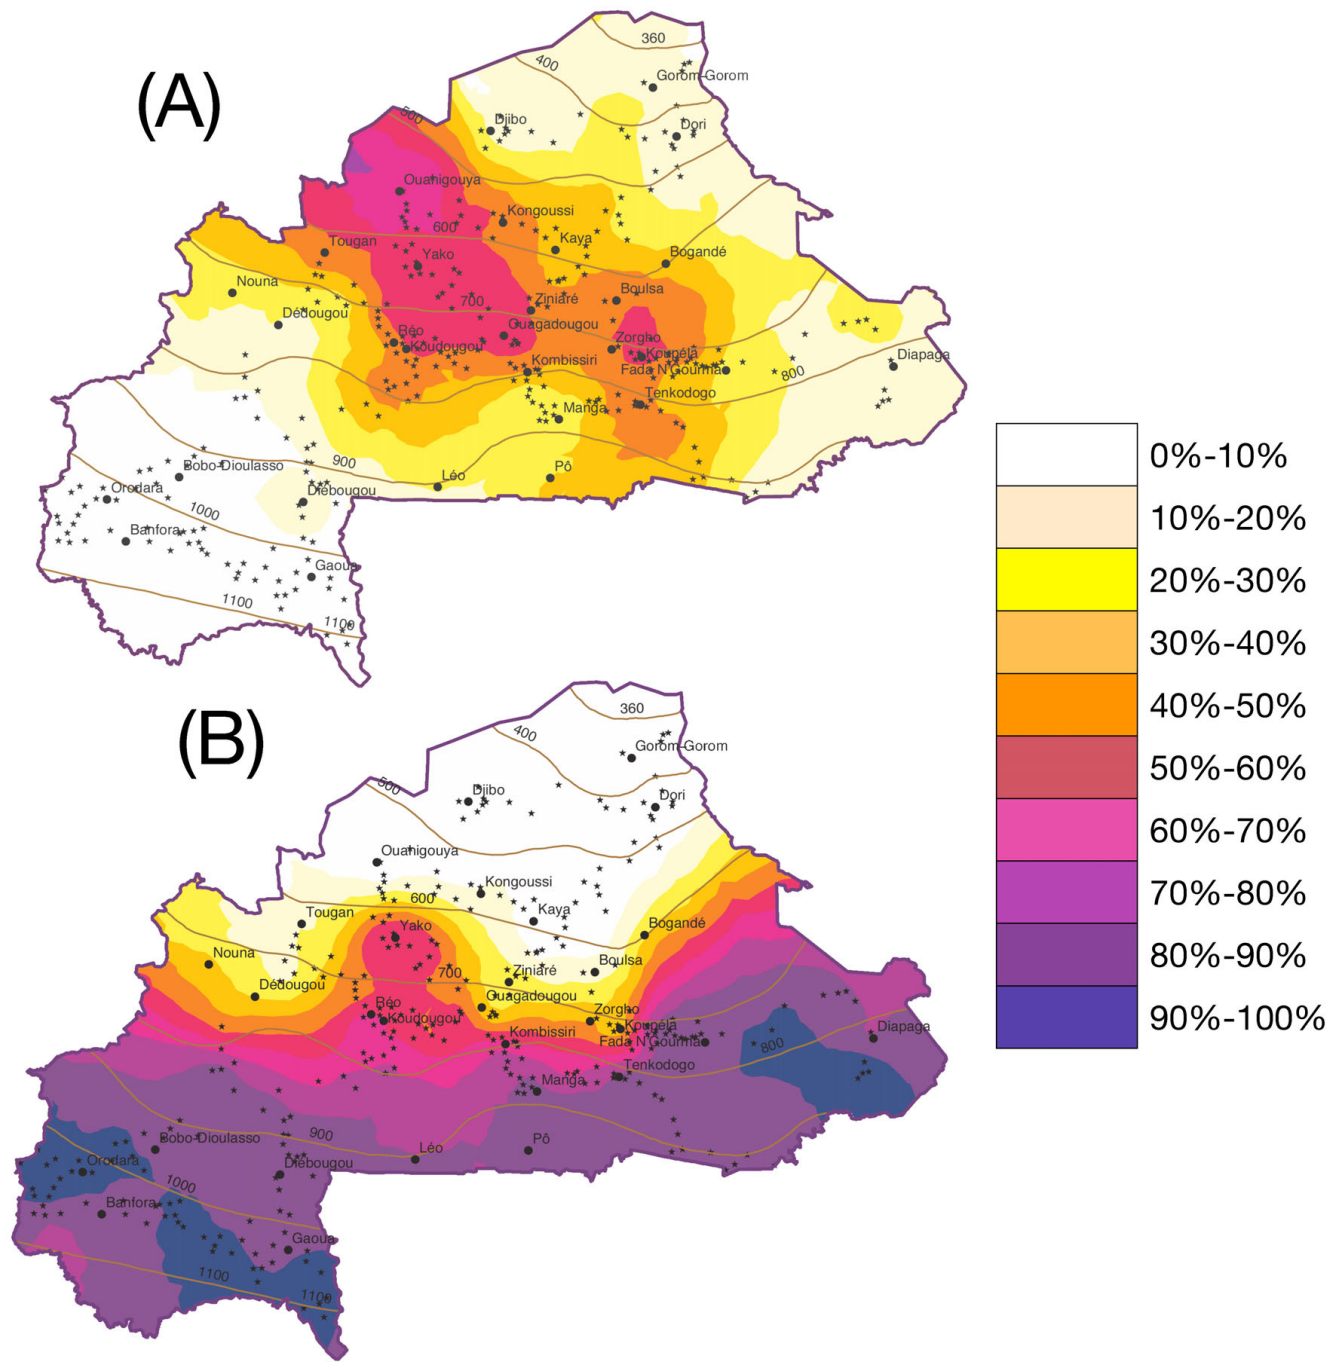 (A)
360
400
Gorom-Gorom
500
Djibo
Dori
Ouahigouya
Kongoussi
600
Kaya
Tougan
Yako
Bogandé
Nouna
700
Ziniaré
Boulsa
Dédougou
Ouagadougou
Réo
Koudougou
Zorgho
Koupéla
Kombissiri
Fada N'Gourma
800
Diapaga
Tenkodogo
Manga
900
Bobo-Dioulasso
Léo
Pô
Orodara
Diébougou
1000
Banfora
Gaoua
1100
1100
0%-10%
10%-20%
20%-30%
30%-40%
40%-50%
50%-60%
60%-70%
70%-80%
80%-90%
90%-100%
(B)
360
400
Gorom-Gorom
500
Djibo
Dori
Ouahigouya
Kongoussi
600
Kaya
Tougan
Yako
Bogandé
Nouna
700
Ziniaré
Boulsa
Dédougou
Ouagadougou
Réo
Koudougou
Zorgho
Koupéla
Kombissiri
Fada N'Gourma
800
Diapaga
Tenkodogo
Manga
900
Bobo-Dioulasso
Léo
Pô
Orodara
Diébougou
1000
Banfora
Gaoua
1100
1100